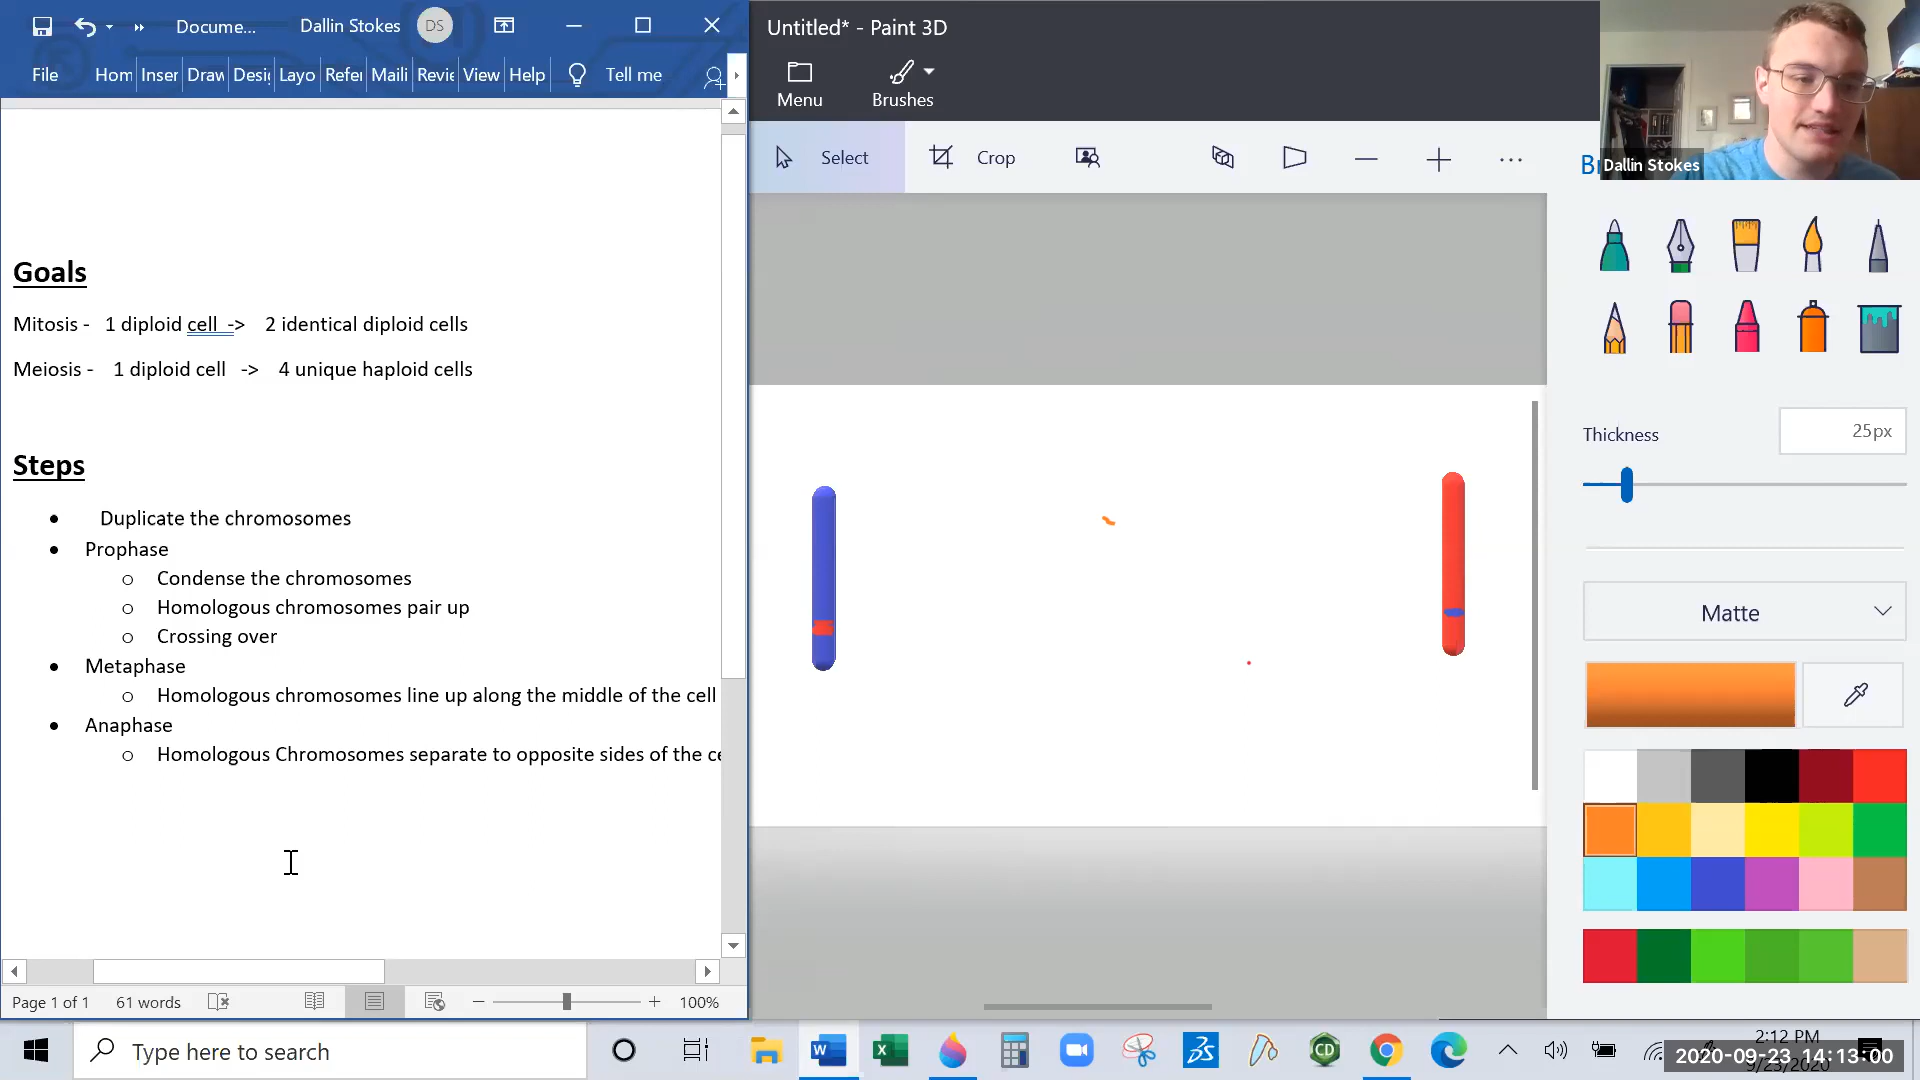 Docume...
Dallin Stokes
DS
File
Hom
Inser
Draw
Desi
Layo
Refer
Maili
Revie
View
Help
Tell me
Goals
Mitosis - 1 diploid cell -> 2 identical diploid cells
Meiosis - 1 diploid cell -> 4 unique haploid cells
Steps
Duplicate the chromosomes
Prophase
Condense the chromosomes
Homologous chromosomes pair up
Crossing over
Metaphase
Homologous chromosomes line up along the middle of the cell
Anaphase
Homologous Chromosomes separate to opposite sides of the ce
Page 1 of 1
61 words
100%
Untitled* - Paint 3D
Menu
Brushes
Select
Crop
Dallin Stokes
Thickness
25px
Matte
Type here to search
2:12 PM
9/23/2020
2020-09-23 14:13:00